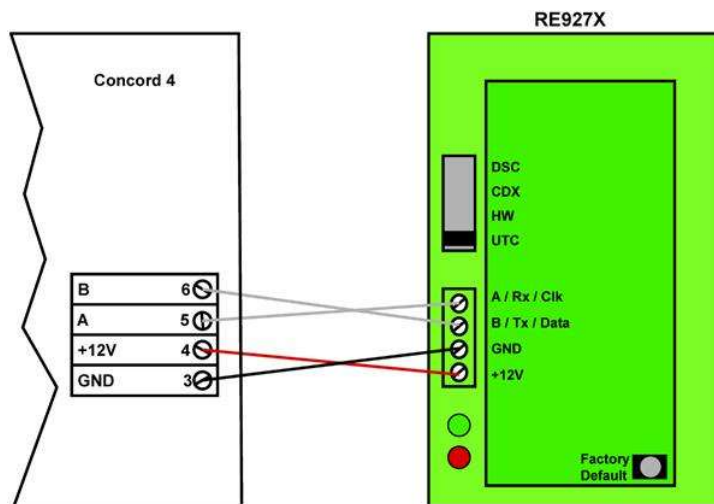 RE927X
Concord 4
DSC
CDX
HW
UTC
B 6
A 5
+12V 4
GND 3
A / Rx / Clk
B / Tx / Data
GND
+12V
Factory
Default